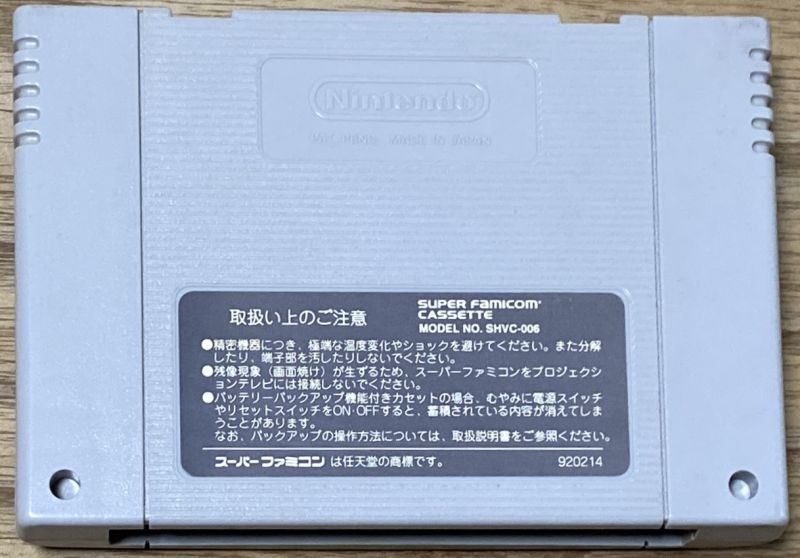 Nintendo
PAT. PEND. MADE IN JAPAN
取扱い上のご注意
SUPER FAMICOM
CASSETTE
MODEL NO. SHVC-006
●精密機器につき、極端な温度変化やショックを避けてください。また分解
したり、端子部を汚したりしないでください。
●残像現象（画面焼け）が生ずるため、スーパーファミコンをプロジェクシ
ョンテレビには接続しないでください。
●バッテリーバックアップ機能付きカセットの場合、むやみに電源スイッチ
やリセットスイッチをON·OFFすると、蓄積されている内容が消えてしま
うことがあります。
なお、バックアップの操作方法については、取扱説明書をご参照ください。
スーパーファミコン は任天堂の商標です。 920214